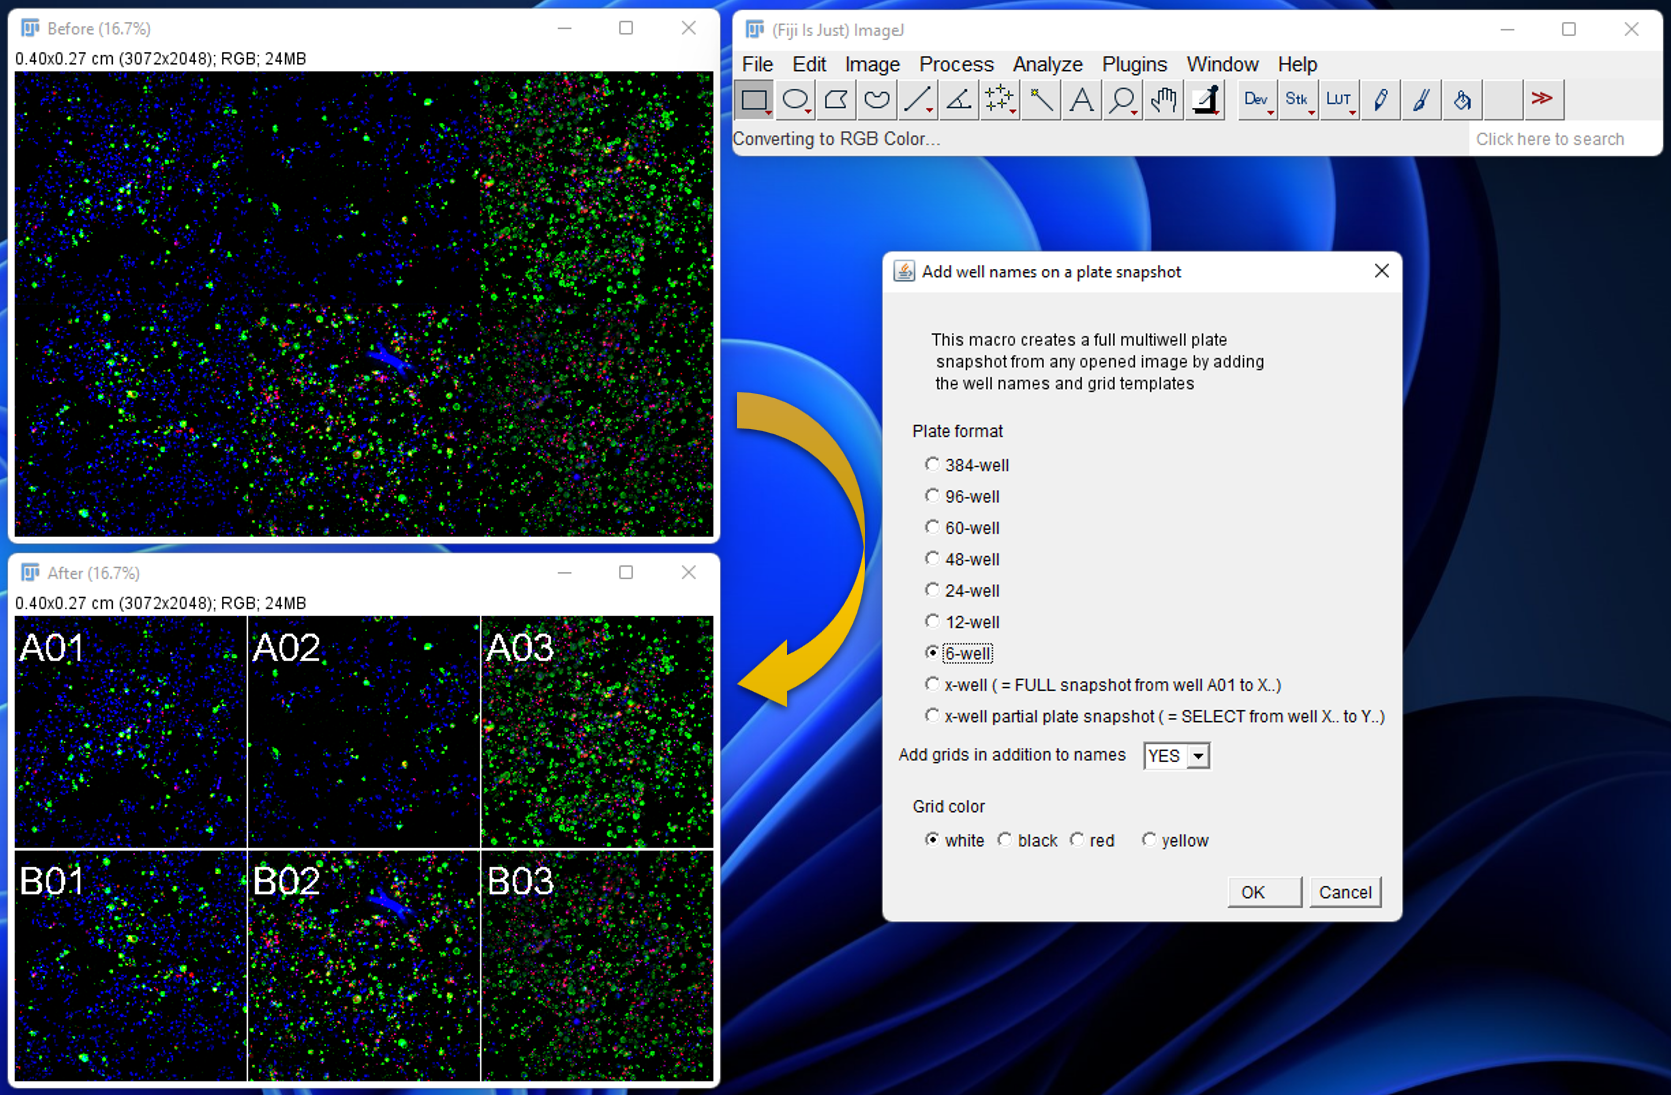 Before (16.7%)
0.40x0.27 cm (3072x2048); RGB; 24MB
(Fiji Is Just) ImageJ
File Edit Image Process Analyze Plugins Window Help
Dev Stk LUT
Converting to RGB Color...
Click here to search
Add well names on a plate snapshot
This macro creates a full multiwell plate
snapshot from any opened image by adding
the well names and grid templates
Plate format
384-well
96-well
60-well
48-well
24-well
12-well
6-well
x-well ( = FULL snapshot from well A01 to X..)
x-well partial plate snapshot ( = SELECT from well X.. to Y..)
Add grids in addition to names YES
Grid color
white black red yellow
OK Cancel
After (16.7%)
0.40x0.27 cm (3072x2048); RGB; 24MB
A01 A02 A03
B01 B02 B03